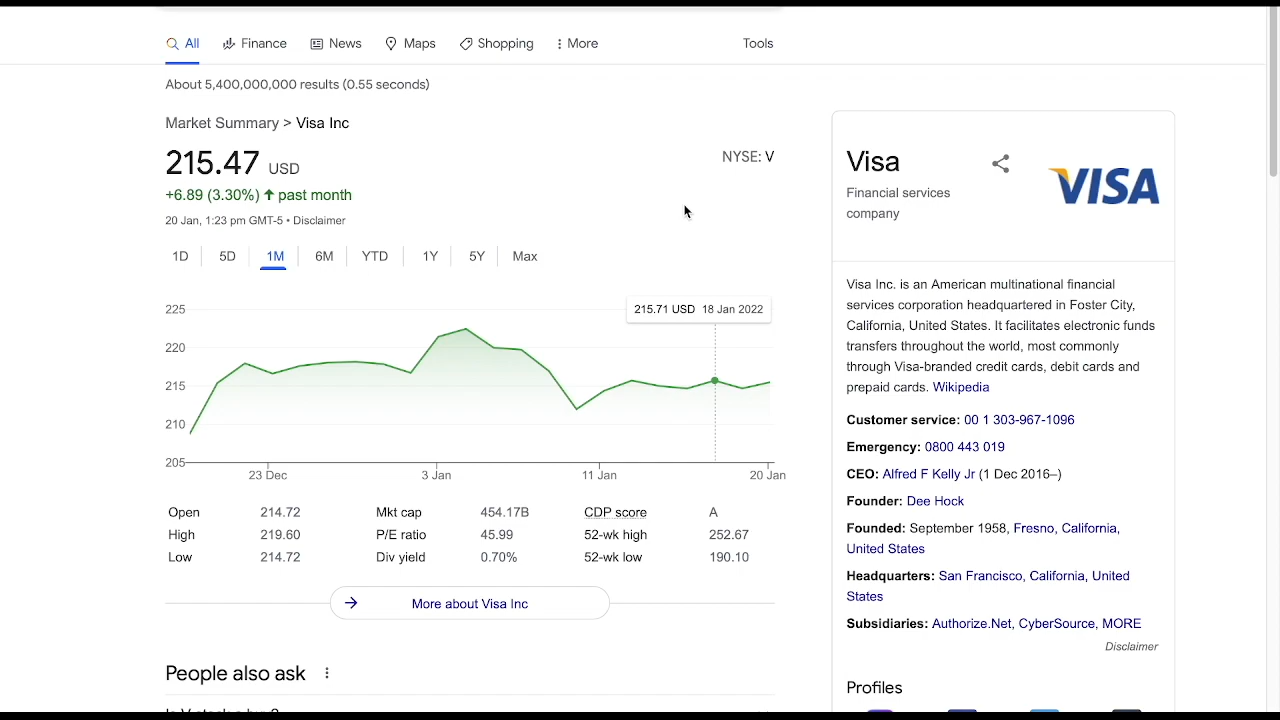 All Finance News Maps Shopping More Tools
About 5,400,000,000 results (0.55 seconds)
Market Summary > Visa Inc
215.47 USD
NYSE: V
+6.89 (3.30%) ↑ past month
20 Jan, 1:23 pm GMT-5 • Disclaimer
1D 5D 1M 6M YTD 1Y 5Y Max
215.71 USD 18 Jan 2022
225
220
215
210
205
23 Dec 3 Jan 11 Jan 20 Jan
Open 214.72 Mkt cap 454.17B CDP score A
High 219.60 P/E ratio 45.99 52-wk high 252.67
Low 214.72 Div yield 0.70% 52-wk low 190.10
More about Visa Inc
People also ask
Visa
Financial services
company
VISA
Visa Inc. is an American multinational financial
services corporation headquartered in Foster City,
California, United States. It facilitates electronic funds
transfers throughout the world, most commonly
through Visa-branded credit cards, debit cards and
prepaid cards. Wikipedia
Customer service: 00 1 303-967-1096
Emergency: 0800 443 019
CEO: Alfred F Kelly Jr (1 Dec 2016–)
Founder: Dee Hock
Founded: September 1958, Fresno, California,
United States
Headquarters: San Francisco, California, United
States
Subsidiaries: Authorize.Net, CyberSource, MORE
Disclaimer
Profiles